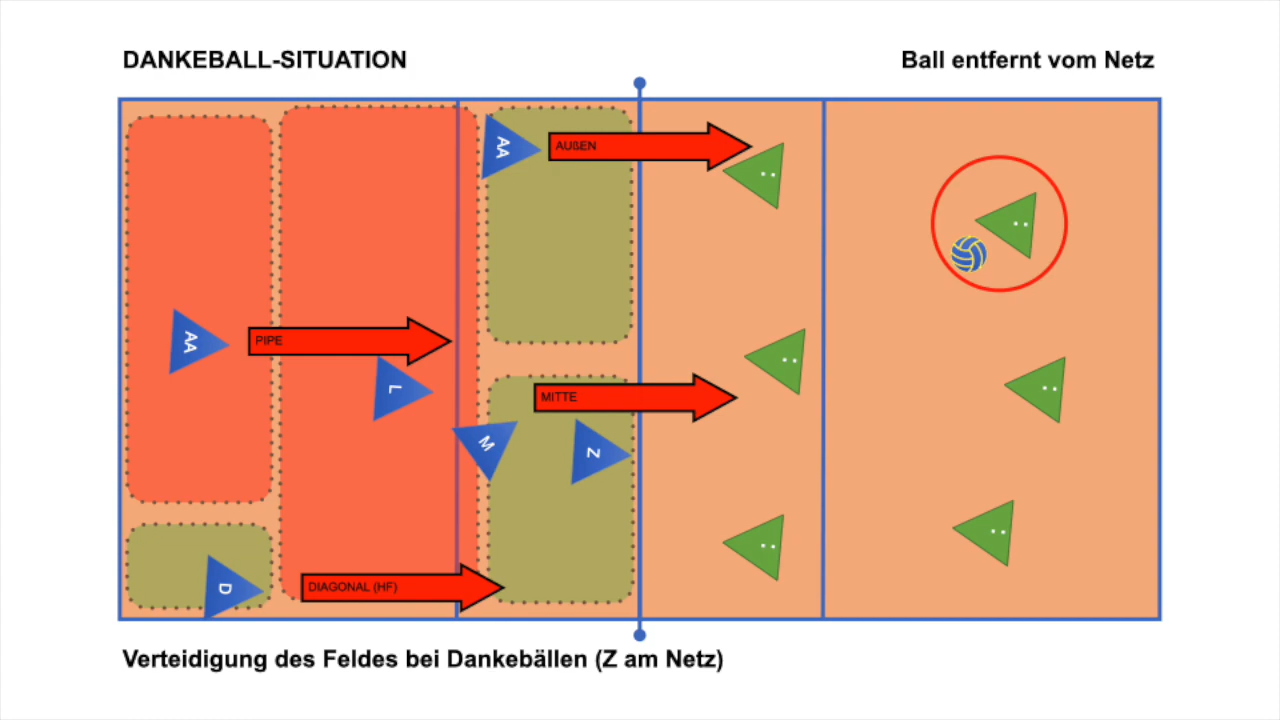 DANKEBALL-SITUATION
Ball entfernt vom Netz
AA
AUßEN
AA
PIPE
L
MITTE
M
Z
D
DIAGONAL (HF)
Verteidigung des Feldes bei Dankebällen (Z am Netz)